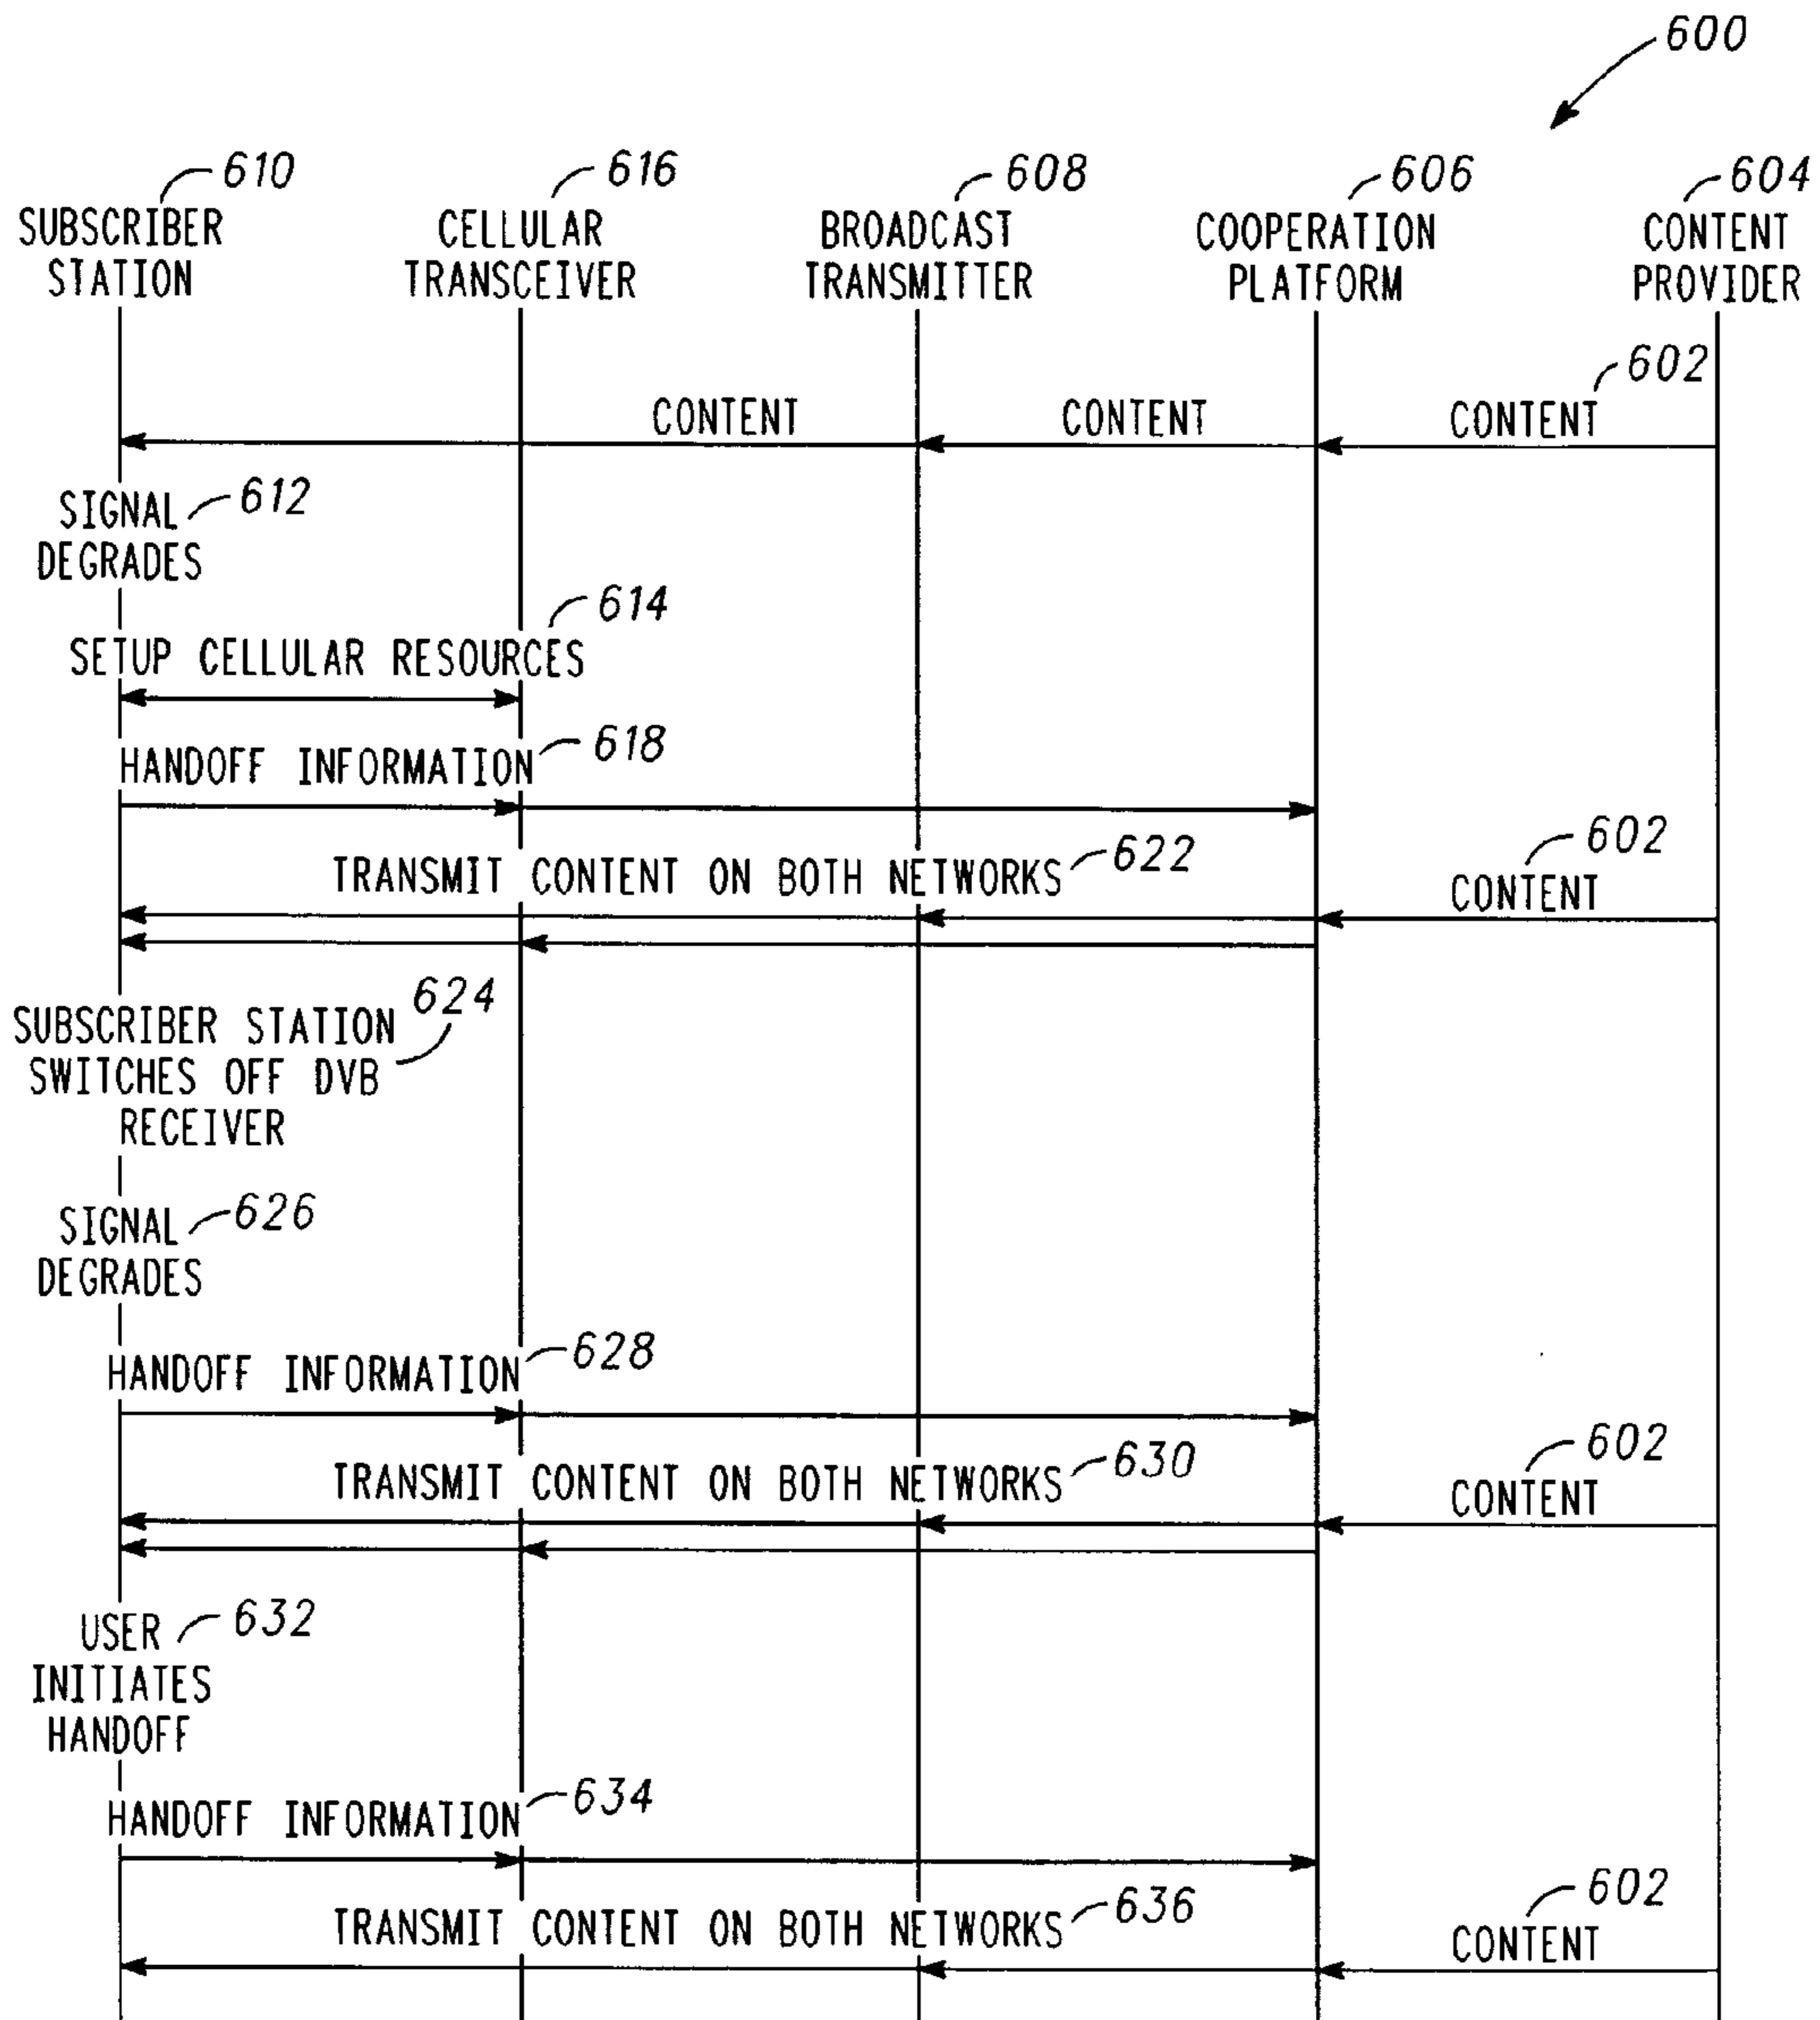 600
610
616
608
606
604
SUBSCRIBER STATION
CELLULAR TRANSCEIVER
BROADCAST TRANSMITTER
COOPERATION PLATFORM
CONTENT PROVIDER
602
CONTENT
CONTENT
CONTENT
612
SIGNAL
DEGRADES
614
SETUP CELLULAR RESOURCES
618
HANDOFF INFORMATION
602
622
TRANSMIT CONTENT ON BOTH NETWORKS
CONTENT
624
SUBSCRIBER STATION
SWITCHES OFF DVB
RECEIVER
626
SIGNAL
DEGRADES
628
HANDOFF INFORMATION
602
630
TRANSMIT CONTENT ON BOTH NETWORKS
CONTENT
632
USER
INITIATES
HANDOFF
634
HANDOFF INFORMATION
602
636
TRANSMIT CONTENT ON BOTH NETWORKS
CONTENT